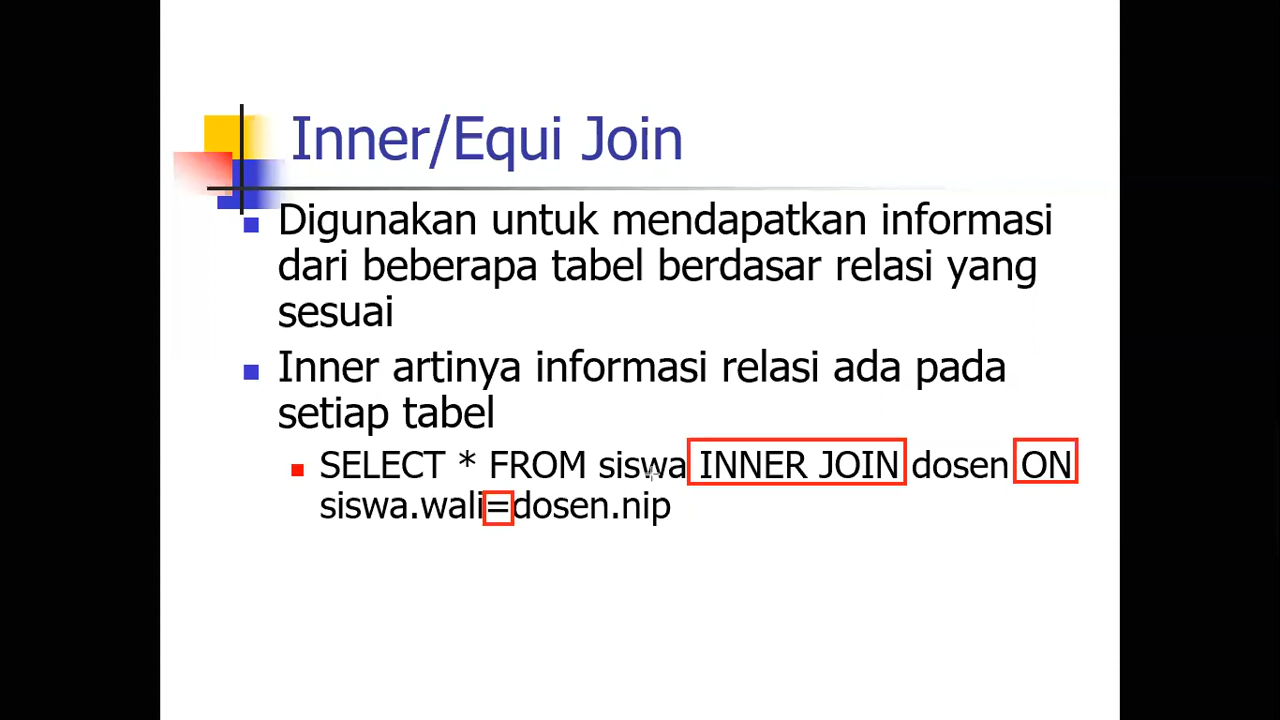 Inner/Equi Join
Digunakan untuk mendapatkan informasi
dari beberapa tabel berdasar relasi yang
sesuai
Inner artinya informasi relasi ada pada
setiap tabel
SELECT * FROM siswa INNER JOIN dosen ON
siswa.wali=dosen.nip